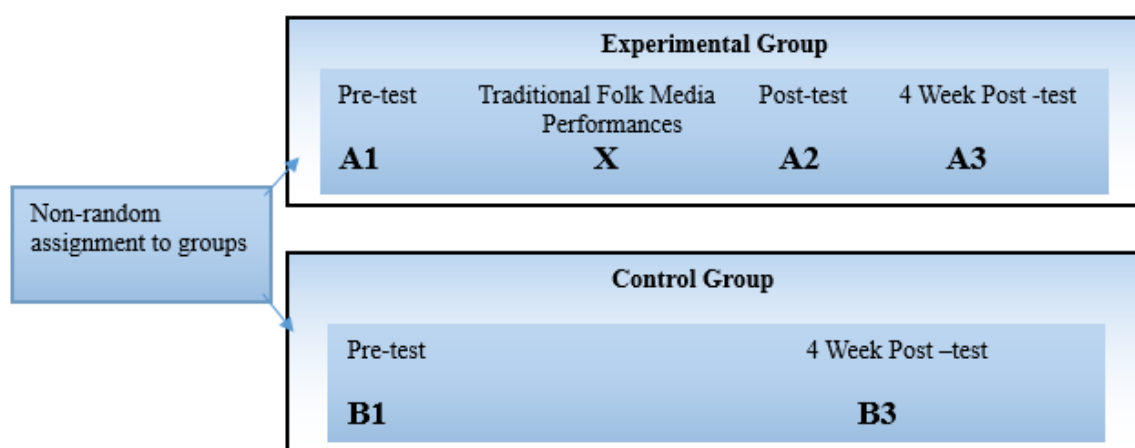 Experimental Group
Pre-test
Traditional Folk Media
Performances
Post-test
4 Week Post -test
A1
X
A2
A3
Non-random
assignment to groups
Control Group
Pre-test
4 Week Post –test
B1
B3